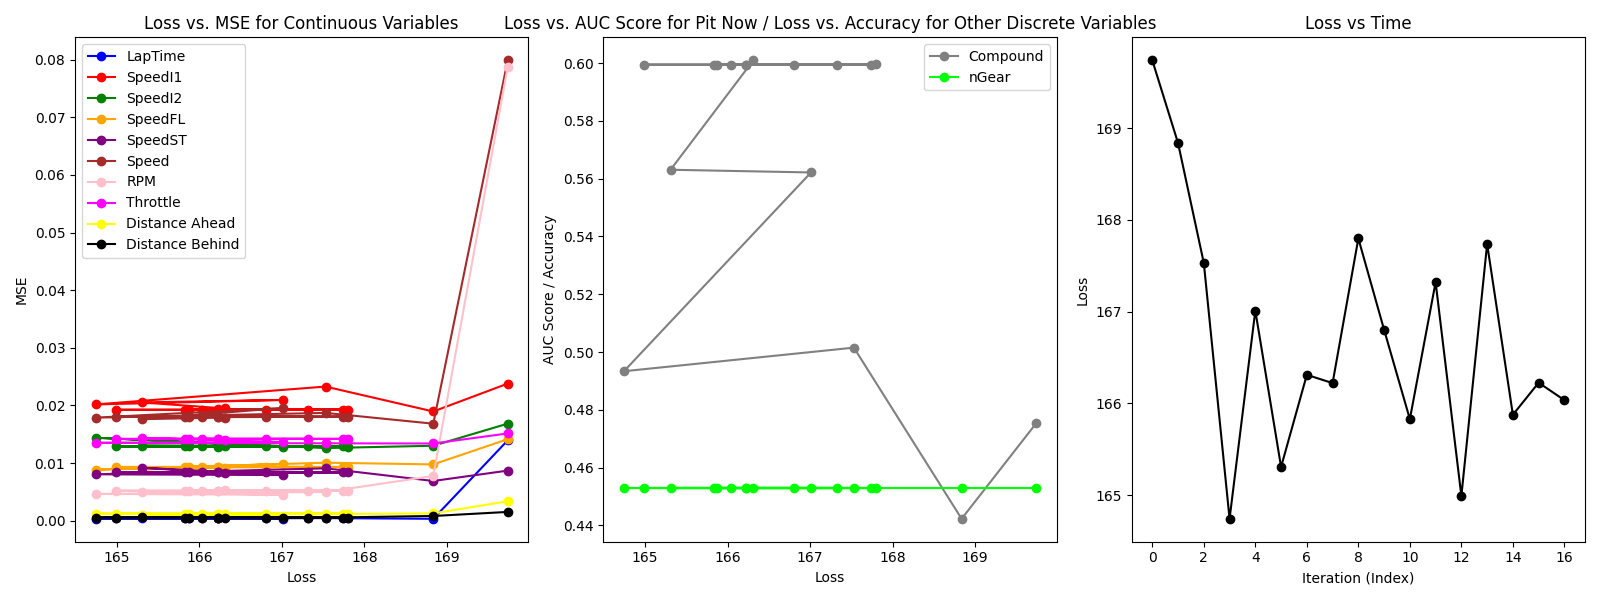 Loss vs. MSE for Continuous Variables
LapTime
SpeedI1
SpeedI2
SpeedFL
SpeedST
Speed
RPM
Throttle
Distance Ahead
Distance Behind
MSE
0.08
0.07
0.06
0.05
0.04
0.03
0.02
0.01
0.00
165 166 167 168 169
Loss
Loss vs. AUC Score for Pit Now / Loss vs. Accuracy for Other Discrete Variables
Compound
nGear
AUC Score / Accuracy
0.60
0.58
0.56
0.54
0.52
0.50
0.48
0.46
0.44
165 166 167 168 169
Loss
Loss vs Time
Loss
169
168
167
166
165
0 2 4 6 8 10 12 14 16
Iteration (Index)